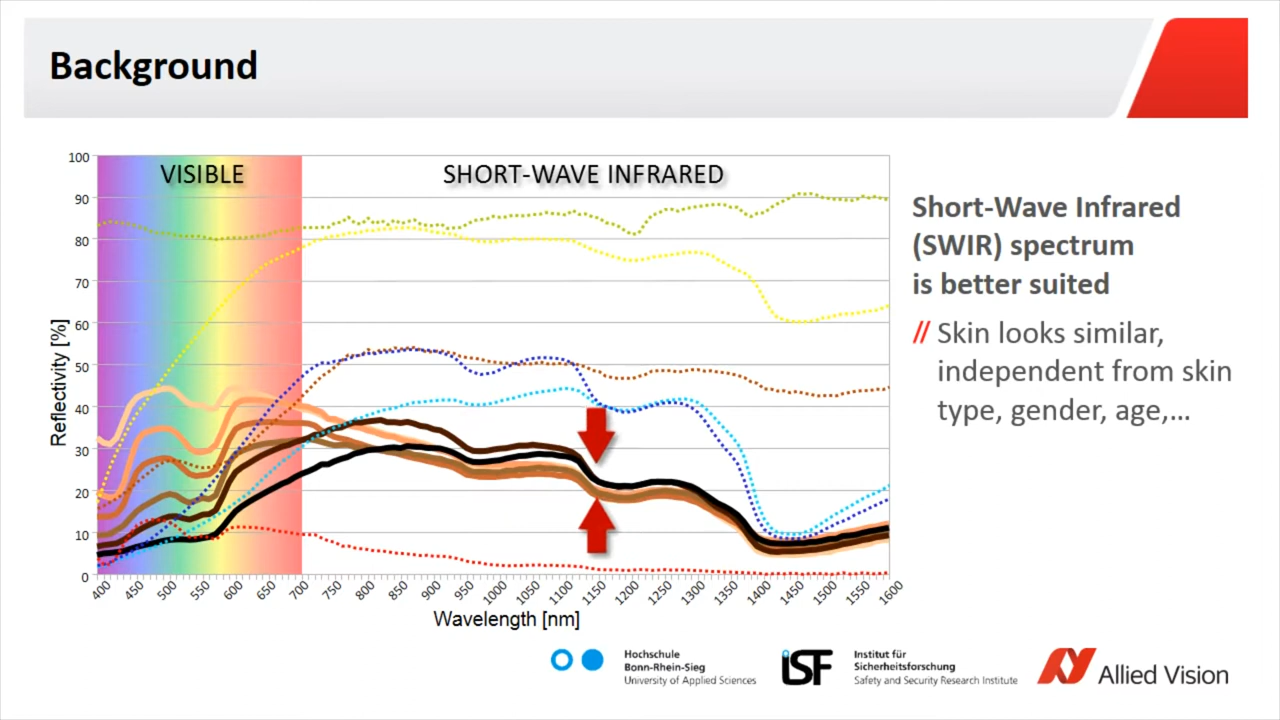 Background
VISIBLE
SHORT-WAVE INFRARED
100
90
80
70
60
50
40
30
20
10
0
Reflectivity [%]
400 450 500 550 600 650 700 750 800 850 900 950 1000 1050 1100 1150 1200 1250 1300 1350 1400 1450 1500 1550 1600
Wavelength [nm]
Short-Wave Infrared
(SWIR) spectrum
is better suited
// Skin looks similar,
independent from skin
type, gender, age,...
Hochschule
Bonn-Rhein-Sieg
University of Applied Sciences
iSF
Institut für
Sicherheitsforschung
Safety and Security Research Institute
Allied Vision